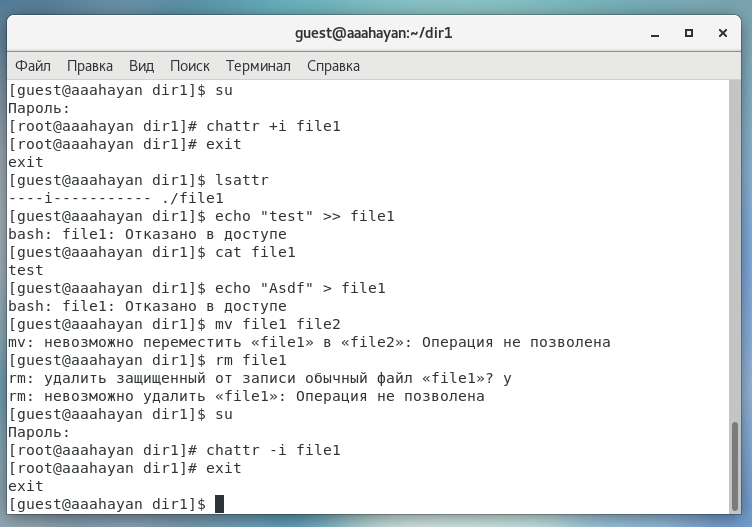 guest@aaahayan:~/dir1
Файл Правка Вид Поиск Терминал Справка
[guest@aaahayan dir1]$ su
Пароль:
[root@aaahayan dir1]# chattr +i file1
[root@aaahayan dir1]# exit
exit
[guest@aaahayan dir1]$ lsattr
----i----------- ./file1
[guest@aaahayan dir1]$ echo "test" >> file1
bash: file1: Отказано в доступе
[guest@aaahayan dir1]$ cat file1
test
[guest@aaahayan dir1]$ echo "Asdf" > file1
bash: file1: Отказано в доступе
[guest@aaahayan dir1]$ mv file1 file2
mv: невозможно переместить «file1» в «file2»: Операция не позволена
[guest@aaahayan dir1]$ rm file1
rm: удалить защищенный от записи обычный файл «file1»? y
rm: невозможно удалить «file1»: Операция не позволена
[guest@aaahayan dir1]$ su
Пароль:
[root@aaahayan dir1]# chattr -i file1
[root@aaahayan dir1]# exit
exit
[guest@aaahayan dir1]$